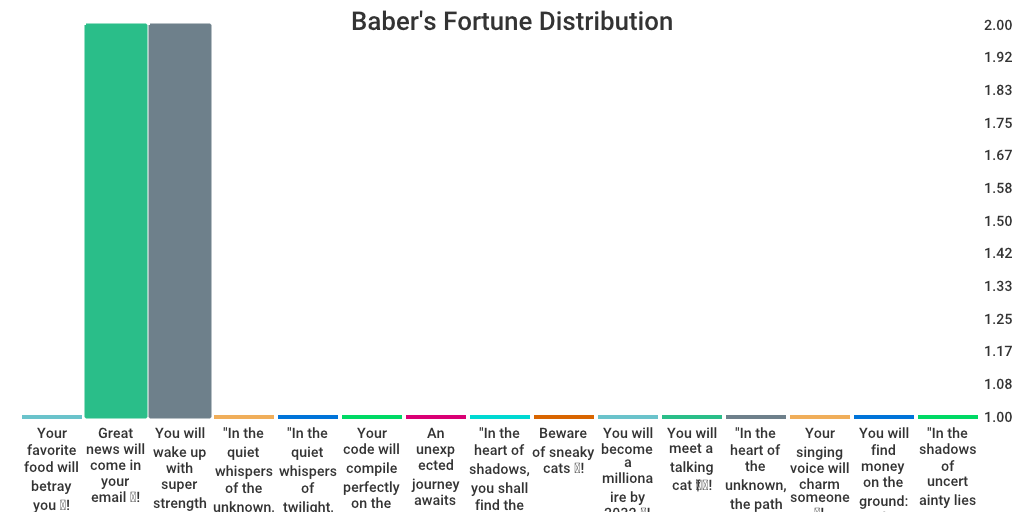 Baber's Fortune Distribution
2.00
1.92
1.83
1.75
1.67
1.58
1.50
1.42
1.33
1.25
1.17
1.08
1.00
Your
favorite
food will
betray
you !
Great
news will
come in
your
email !
You will
wake up
with
super
strength
"In the
quiet
whispers
of the
unknown,
"In the
quiet
whispers
of
twilight,
Your
code will
compile
perfectly
on the
An
unexp
ected
journey
awaits
"In the
heart of
shadows,
you shall
find the
Beware
of sneaky
cats !
You will
become
a
milliona
ire by
You will
meet a
talking
cat !
"In the
heart of
the
unknown,
the path
Your
singing
voice will
charm
someone
!
You will
find
money
on the
ground:
"In the
shadows
of
uncert
ainty lies